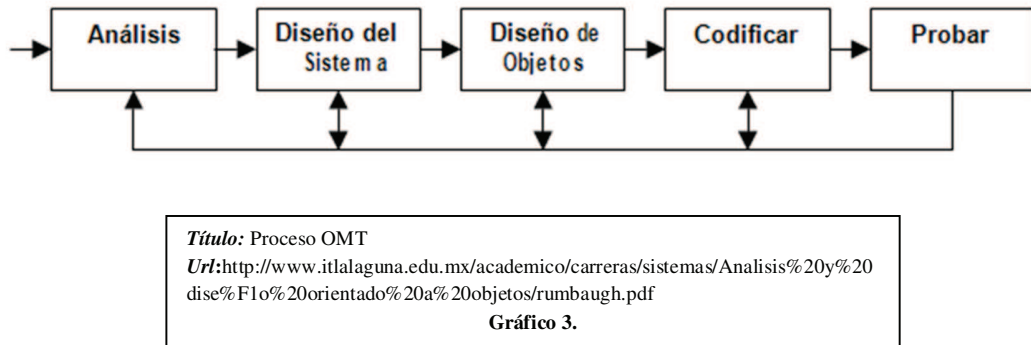 Análisis
Diseño del
Sistema
Diseño de
Objetos
Codificar
Probar
Título: Proceso OMT
Url:http://www.itlalaguna.edu.mx/academico/carreras/sistemas/Analisis%20y%20
dise%F1o%20orientado%20a%20objetos/rumbaugh.pdf
Gráfico 3.